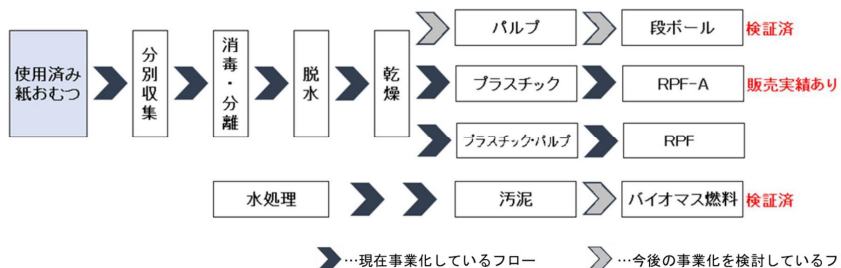 使用済み
紙おむつ
分別収集
消毒・分離
脱水
乾燥
パルプ
段ボール
検証済
プラスチック
RPF-A
販売実績あり
プラスチック・パルプ
RPF
水処理
汚泥
バイオマス燃料
検証済
…現在事業化しているフロー
…今後の事業化を検討しているフ